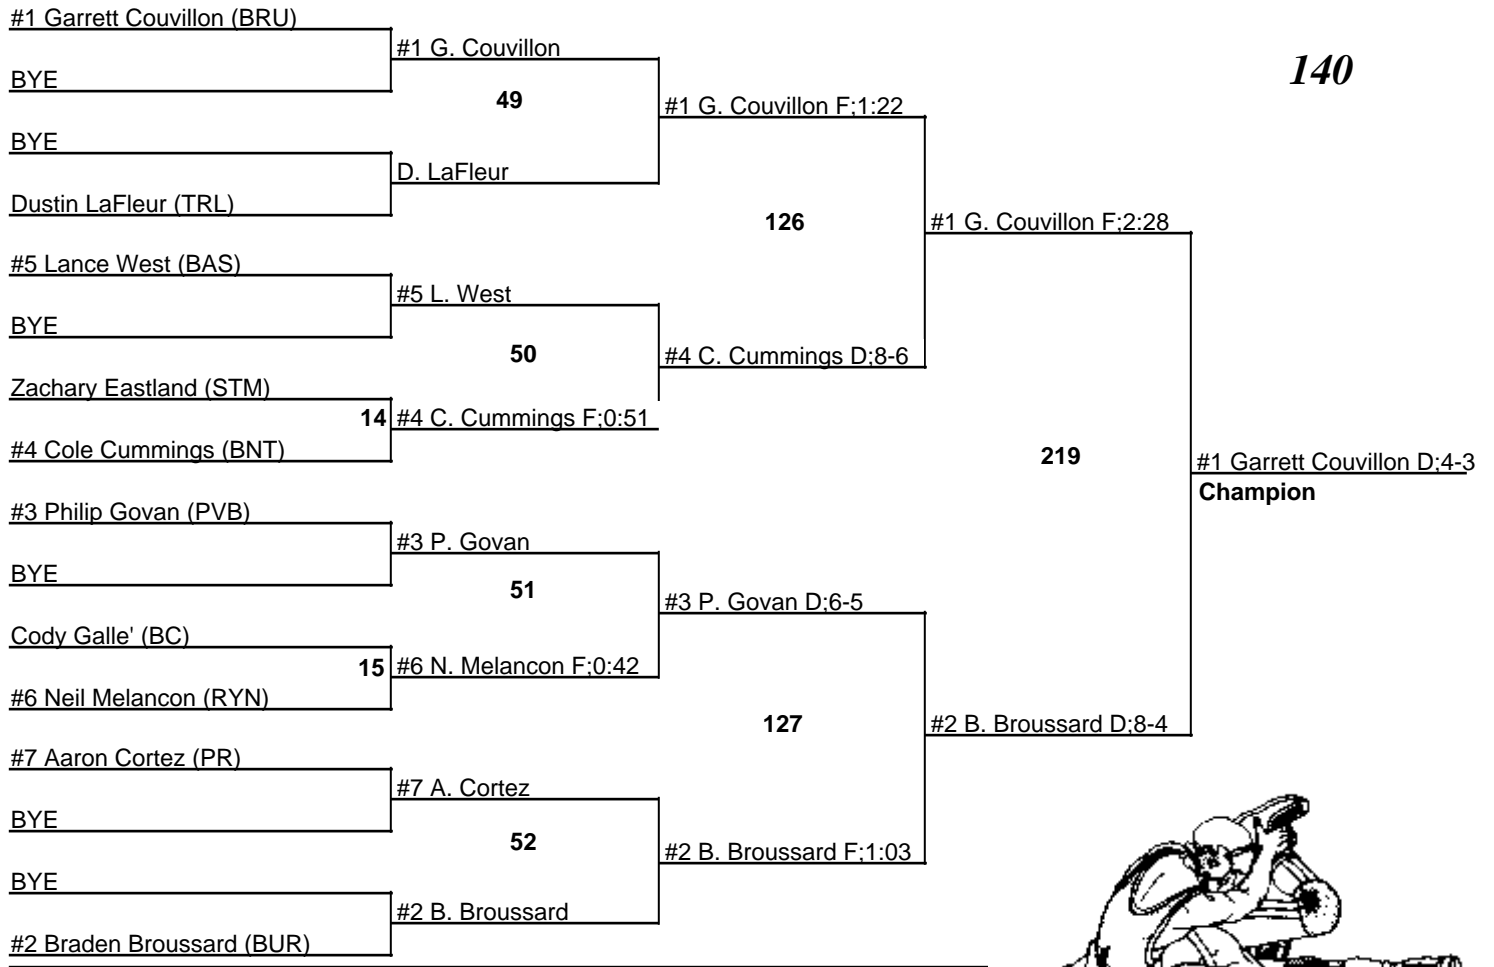 #1 Garrett Couvillon (BRU)
#1 G. Couvillon
140
BYE
49
#1 G. Couvillon F;1:22
BYE
D. LaFleur
Dustin LaFleur (TRL)
126
#1 G. Couvillon F;2:28
#5 Lance West (BAS)
#5 L. West
BYE
50
#4 C. Cummings D;8-6
Zachary Eastland (STM)
14
#4 C. Cummings F;0:51
#4 Cole Cummings (BNT)
219
#1 Garrett Couvillon D;4-3
Champion
#3 Philip Govan (PVB)
#3 P. Govan
BYE
51
#3 P. Govan D;6-5
Cody Galle' (BC)
15
#6 N. Melancon F;0:42
#6 Neil Melancon (RYN)
127
#2 B. Broussard D;8-4
#7 Aaron Cortez (PR)
#7 A. Cortez
BYE
52
#2 B. Broussard F;1:03
BYE
#2 B. Broussard
#2 Braden Broussard (BUR)